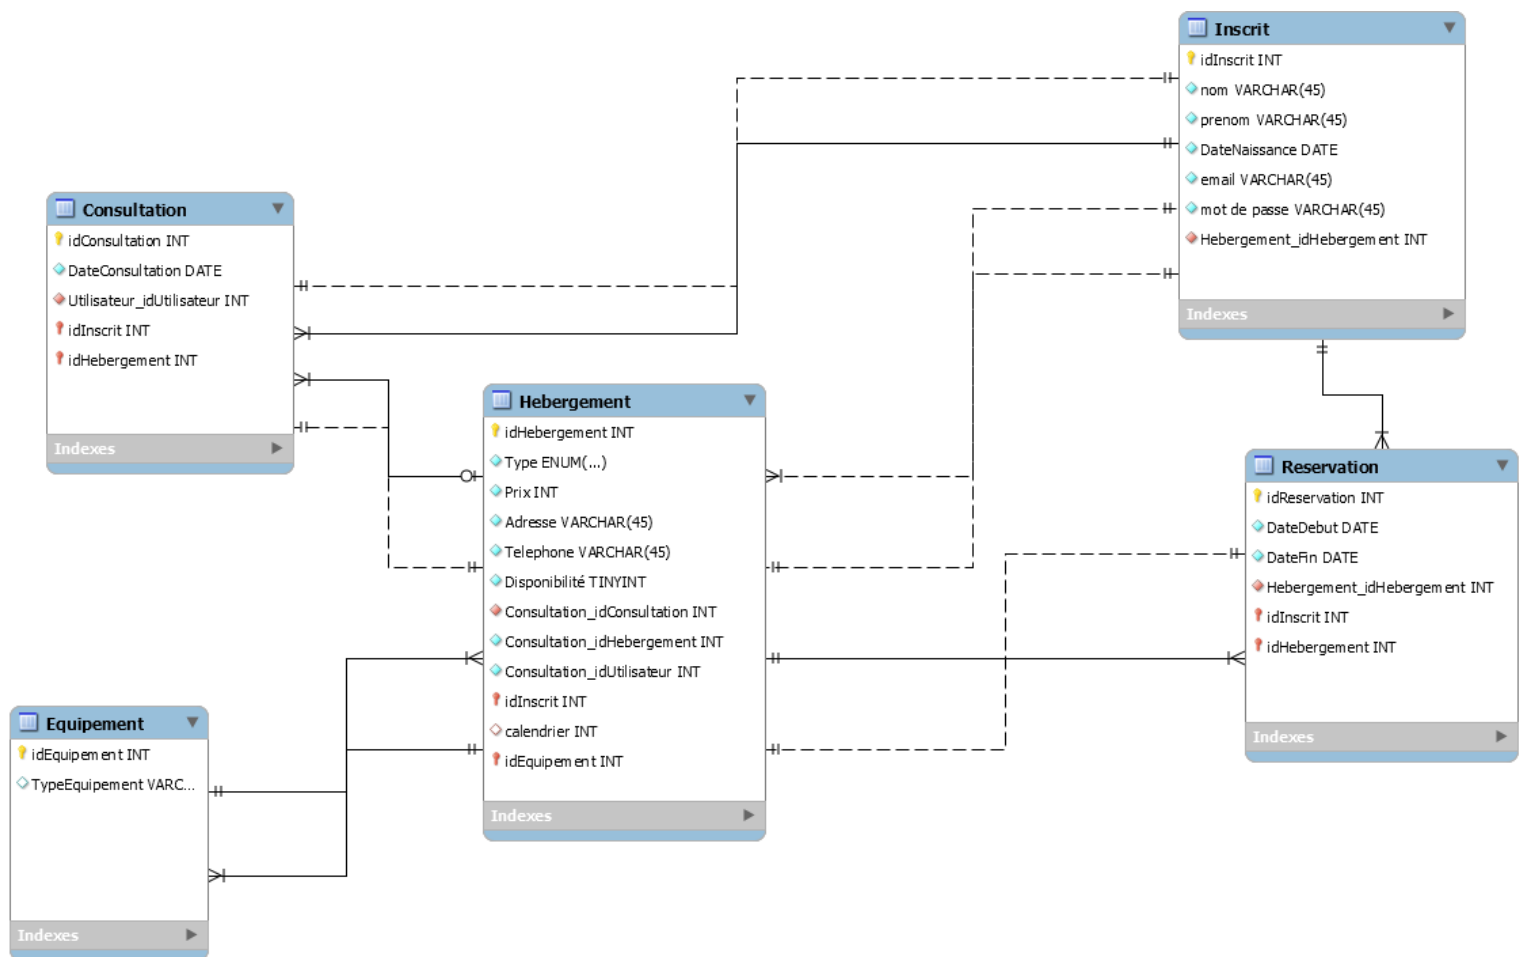 Inscrit
idInscrit INT
nom VARCHAR(45)
prenom VARCHAR(45)
DateNaissance DATE
email VARCHAR(45)
mot de passe VARCHAR(45)
Hebergement_idHebergement INT
Indexes
Consultation
idConsultation INT
DateConsultation DATE
Utilisateur_idUtilisateur INT
idInscrit INT
idHebergement INT
Indexes
Hebergement
idHebergement INT
Type ENUM(...)
Prix INT
Adresse VARCHAR(45)
Telephone VARCHAR(45)
Disponibilité TINYINT
Consultation_idConsultation INT
Consultation_idHebergement INT
Consultation_idUtilisateur INT
idInscrit INT
calendrier INT
idEquipement INT
Indexes
Reservation
idReservation INT
DateDebut DATE
DateFin DATE
Hebergement_idHebergement INT
idInscrit INT
idHebergement INT
Indexes
Equipement
idEquipement INT
TypeEquipement VARC...
Indexes